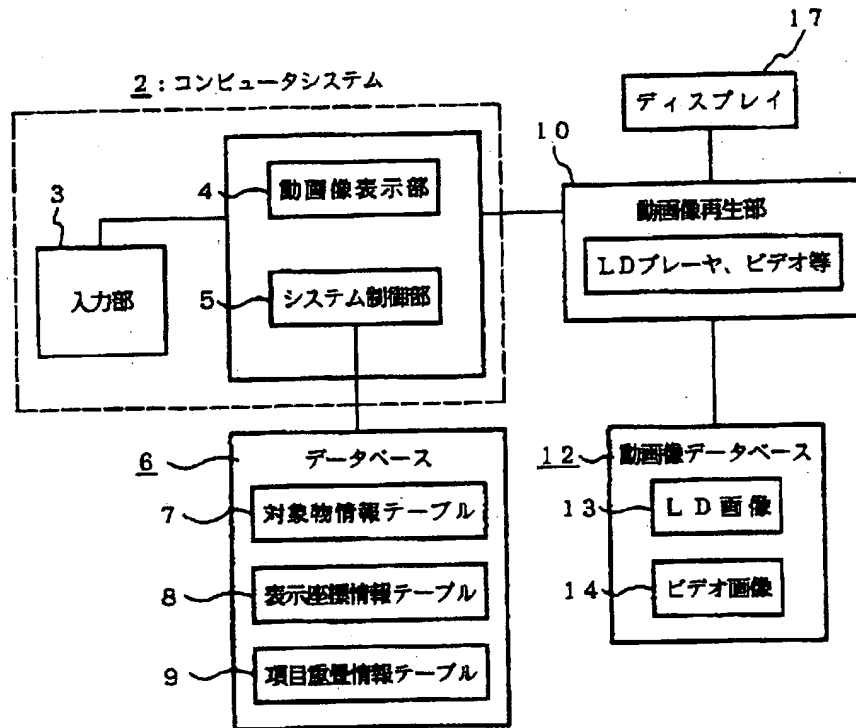 17
2:コンピュータシステム
ディスプレイ
10
4
動画像表示部
3
動画像再生部
LDプレーヤ、ビデオ等
入力部
5
システム制御部
6
データベース
12
動画像データベース
7
対象物情報テーブル
13
LD画像
8
表示座標情報テーブル
14
ビデオ画像
9
項目重畳情報テーブル